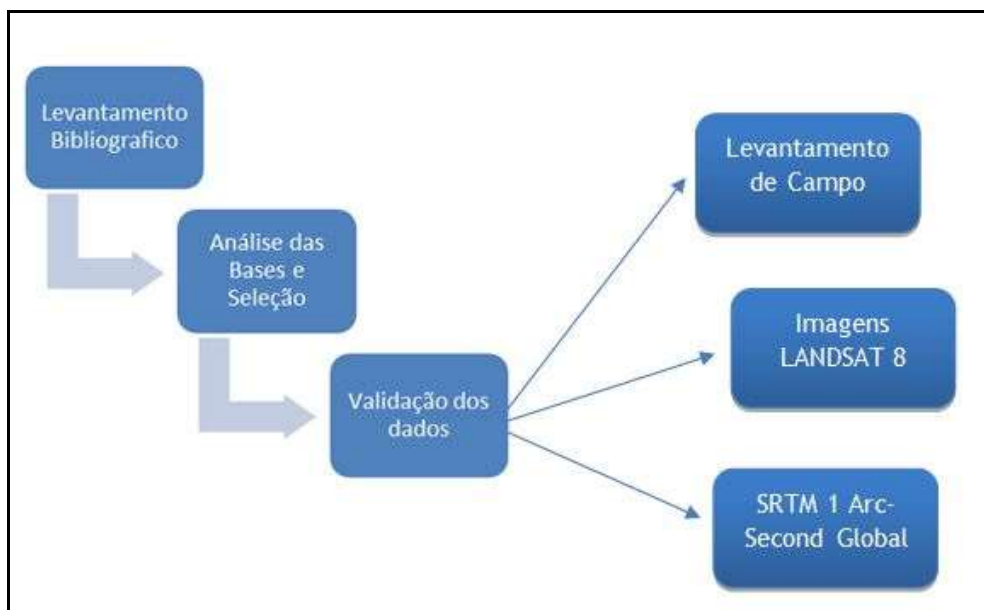 Levantamento
Bibliografico
Análise das
Bases e
Seleção
Validação dos
dados
Levantamento
de Campo
Imagens
LANDSAT 8
SRTM 1 Arc-
Second Global